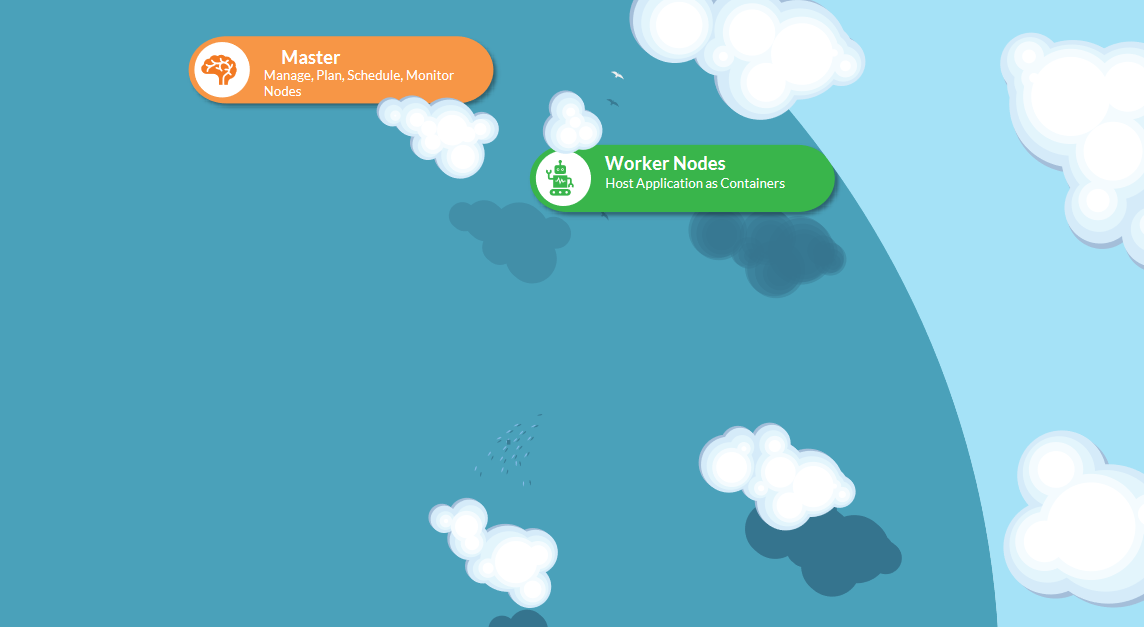 Master
Manage, Plan, Schedule, Monitor
Nodes
Worker Nodes
Host Application as Containers